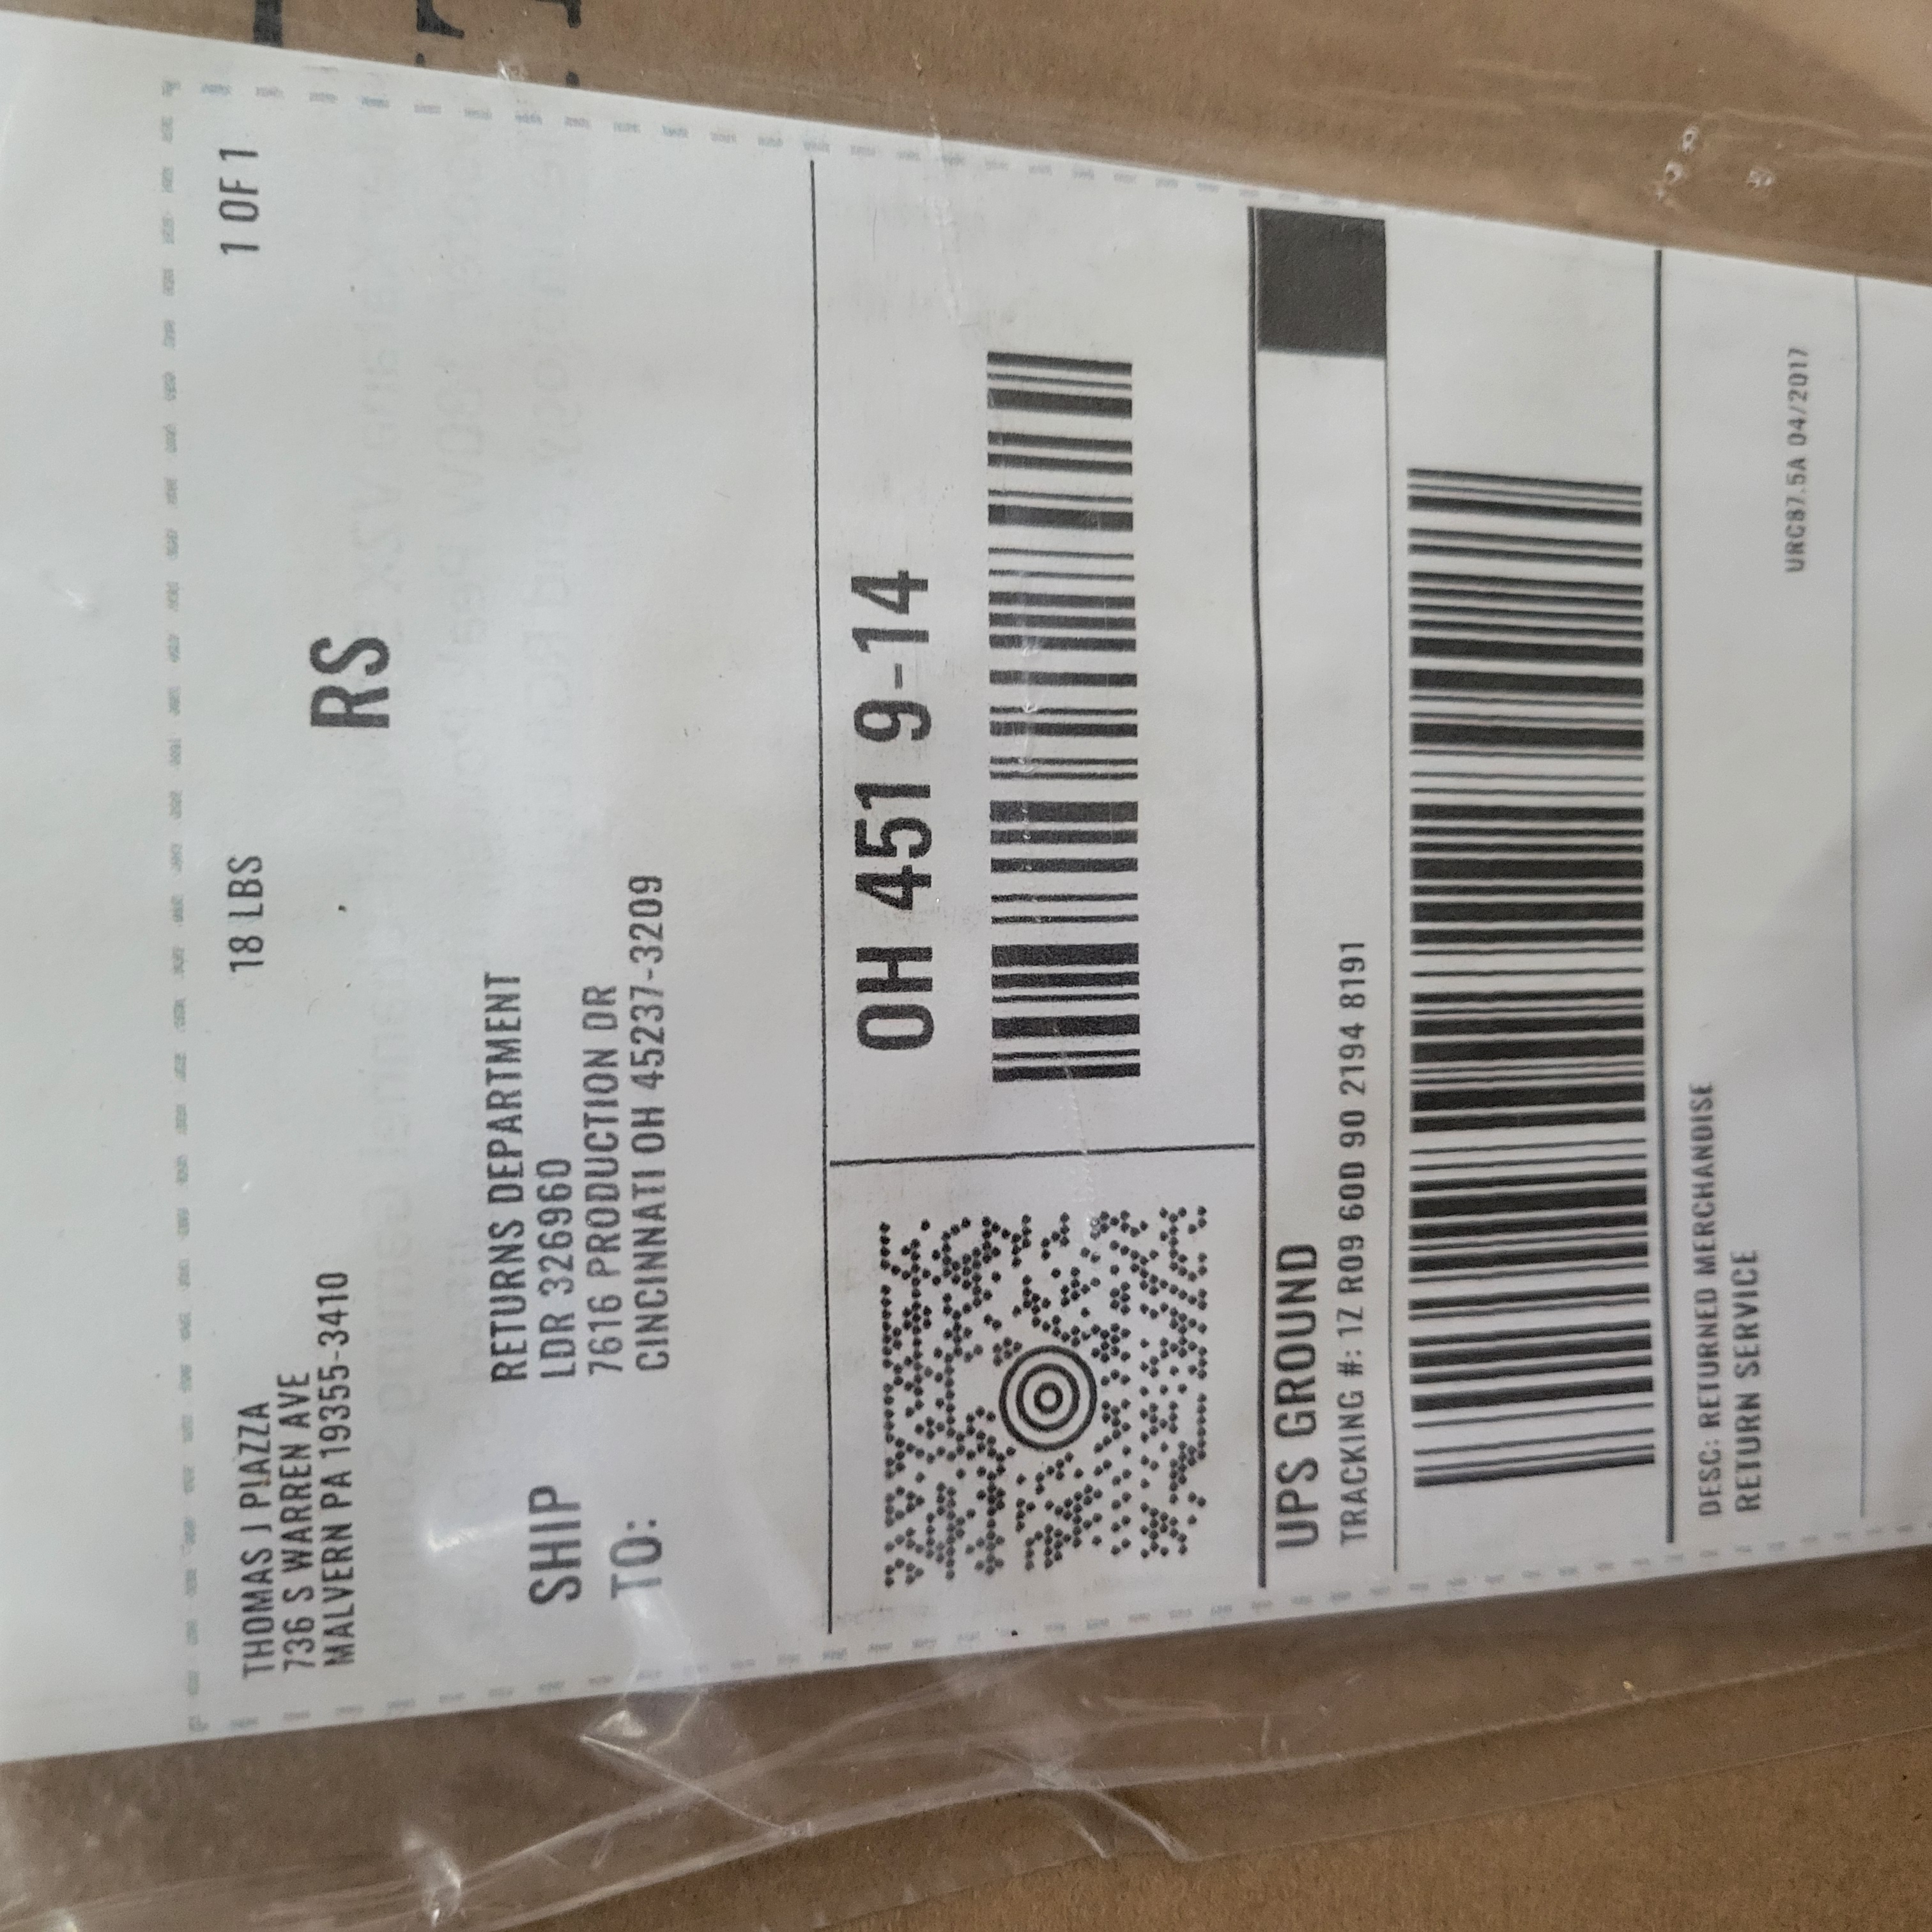 THOMAS J PIAZZA
736 S WARREN AVE
MALVERN PA 19355-3410
18 LBS
1 OF 1
RS
SHIP
TO:
RETURNS DEPARTMENT
LDR 326960
7616 PRODUCTION DR
CINCINNATI OH 45237-3209
OH 451 9-14
UPS GROUND
TRACKING #: 1Z R09 60D 90 2194 8191
DESC: RETURNED MERCHANDISE
RETURN SERVICE
URC87.5A 04/2017